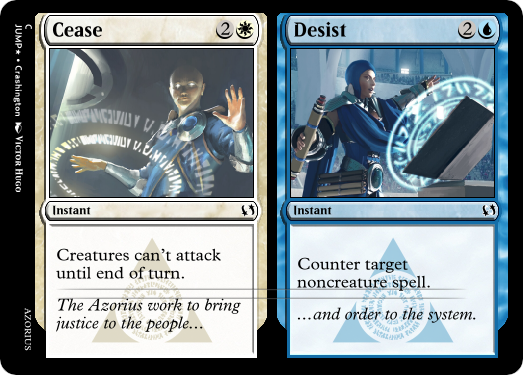 Cease 2
Instant
Creatures can't attack
until end of turn.
The Azorius work to bring
justice to the people…
Desist 2
Instant
Counter target
noncreature spell.
…and order to the system.
C
JUMP★ • Crashington VICTOR HUGO
AZORIUS